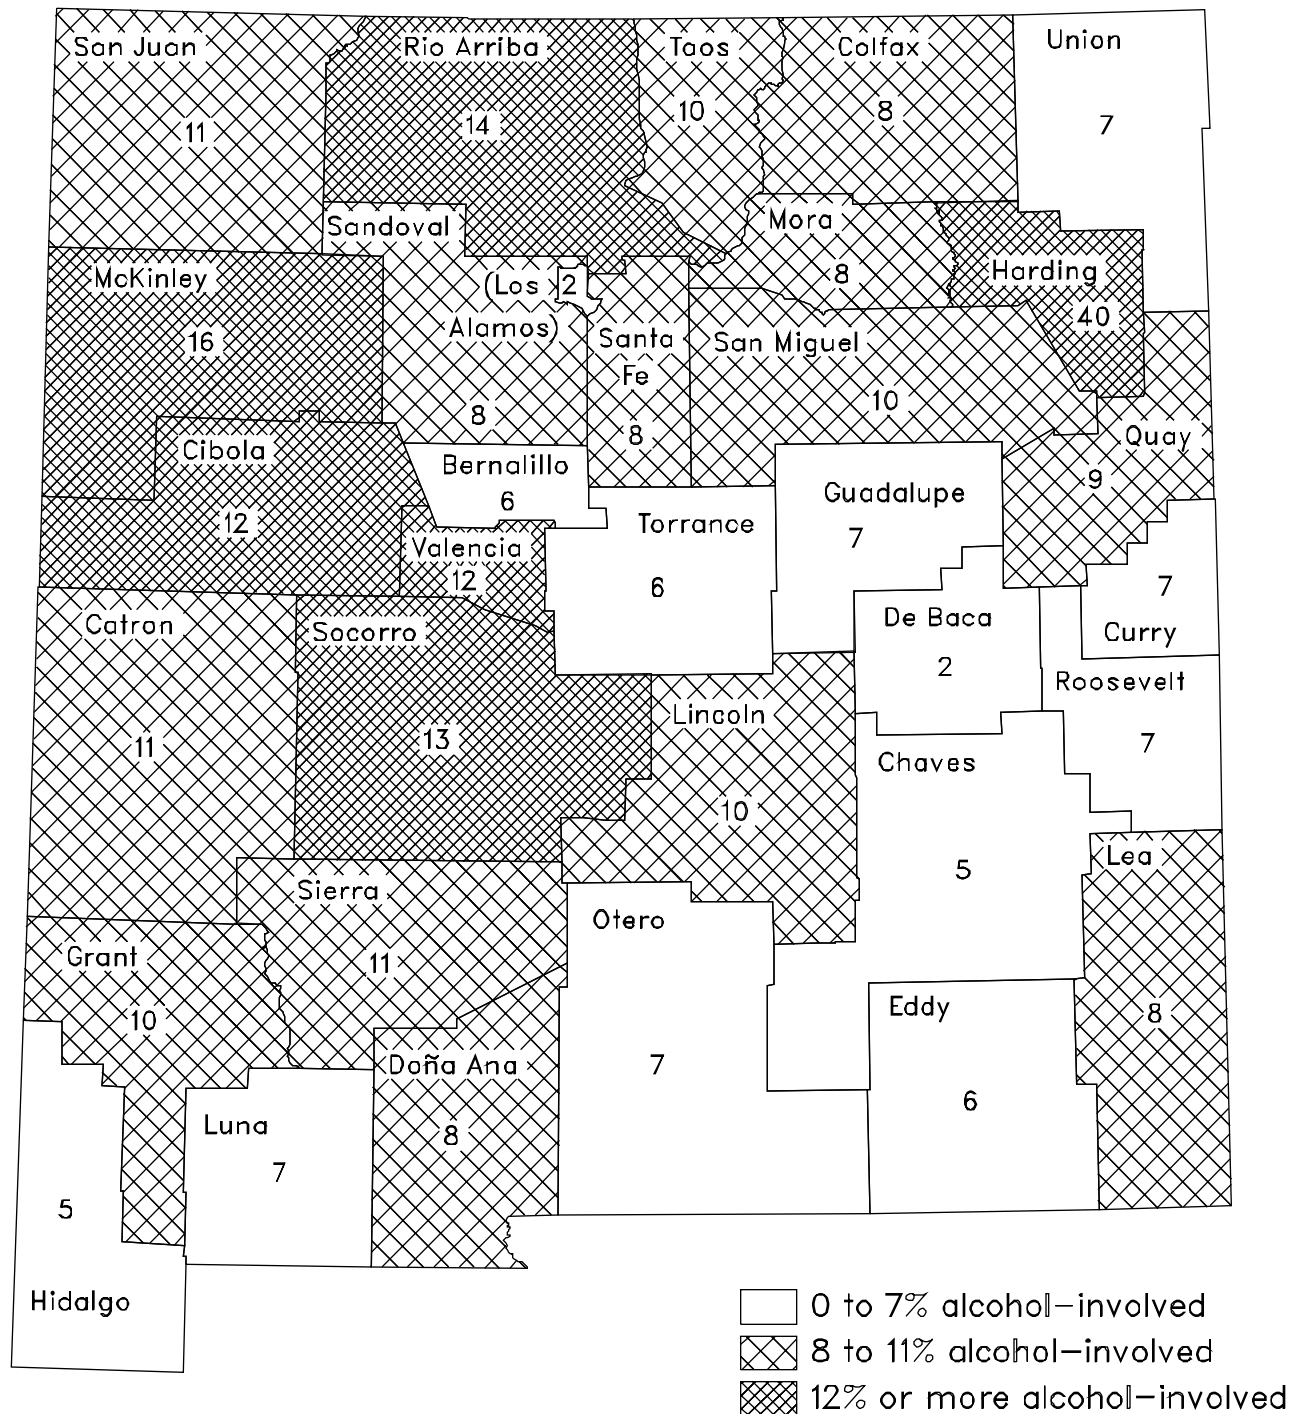 San Juan
11
Rio Arriba
14
Taos
10
Colfax
8
Union
7
Sandoval
8
(Los
Alamos)
2
Mora
8
Harding
40
McKinley
16
Santa
Fe
8
San Miguel
10
Quay
9
Cibola
12
Bernalillo
6
Valencia
12
Torrance
6
Guadalupe
7
7
Curry
De Baca
2
Roosevelt
7
Catron
11
Socorro
13
Lincoln
10
Chaves
5
Lea
8
Sierra
11
Otero
7
Eddy
6
Grant
10
Doña Ana
8
Luna
7
5
Hidalgo
0 to 7% alcohol-involved
8 to 11% alcohol-involved
12% or more alcohol-involved